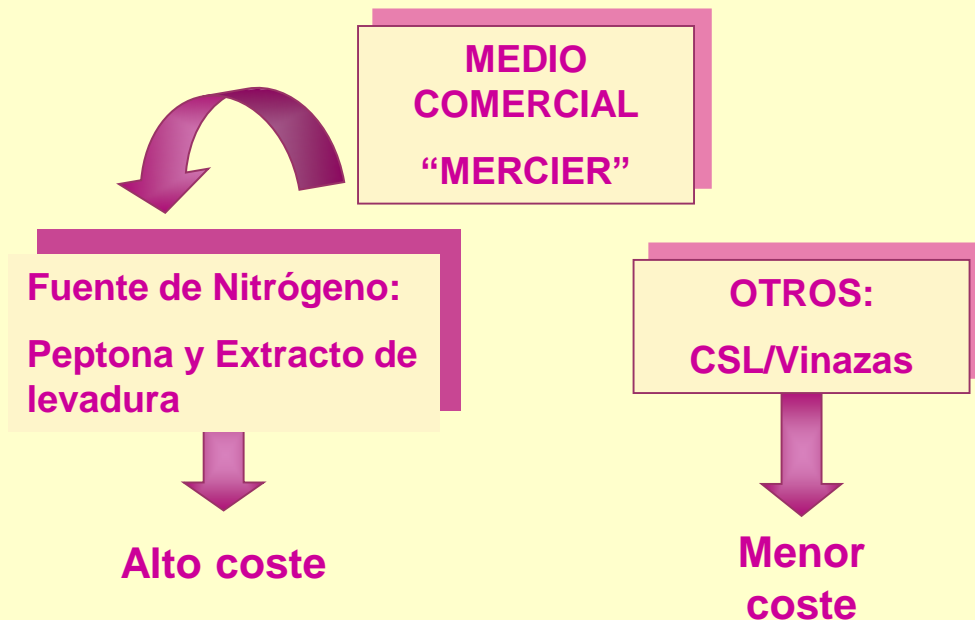 MEDIO
COMERCIAL
“MERCIER”
Fuente de Nitrógeno:
Peptona y Extracto de
levadura
Alto coste
OTROS:
CSL/Vinazas
Menor
coste